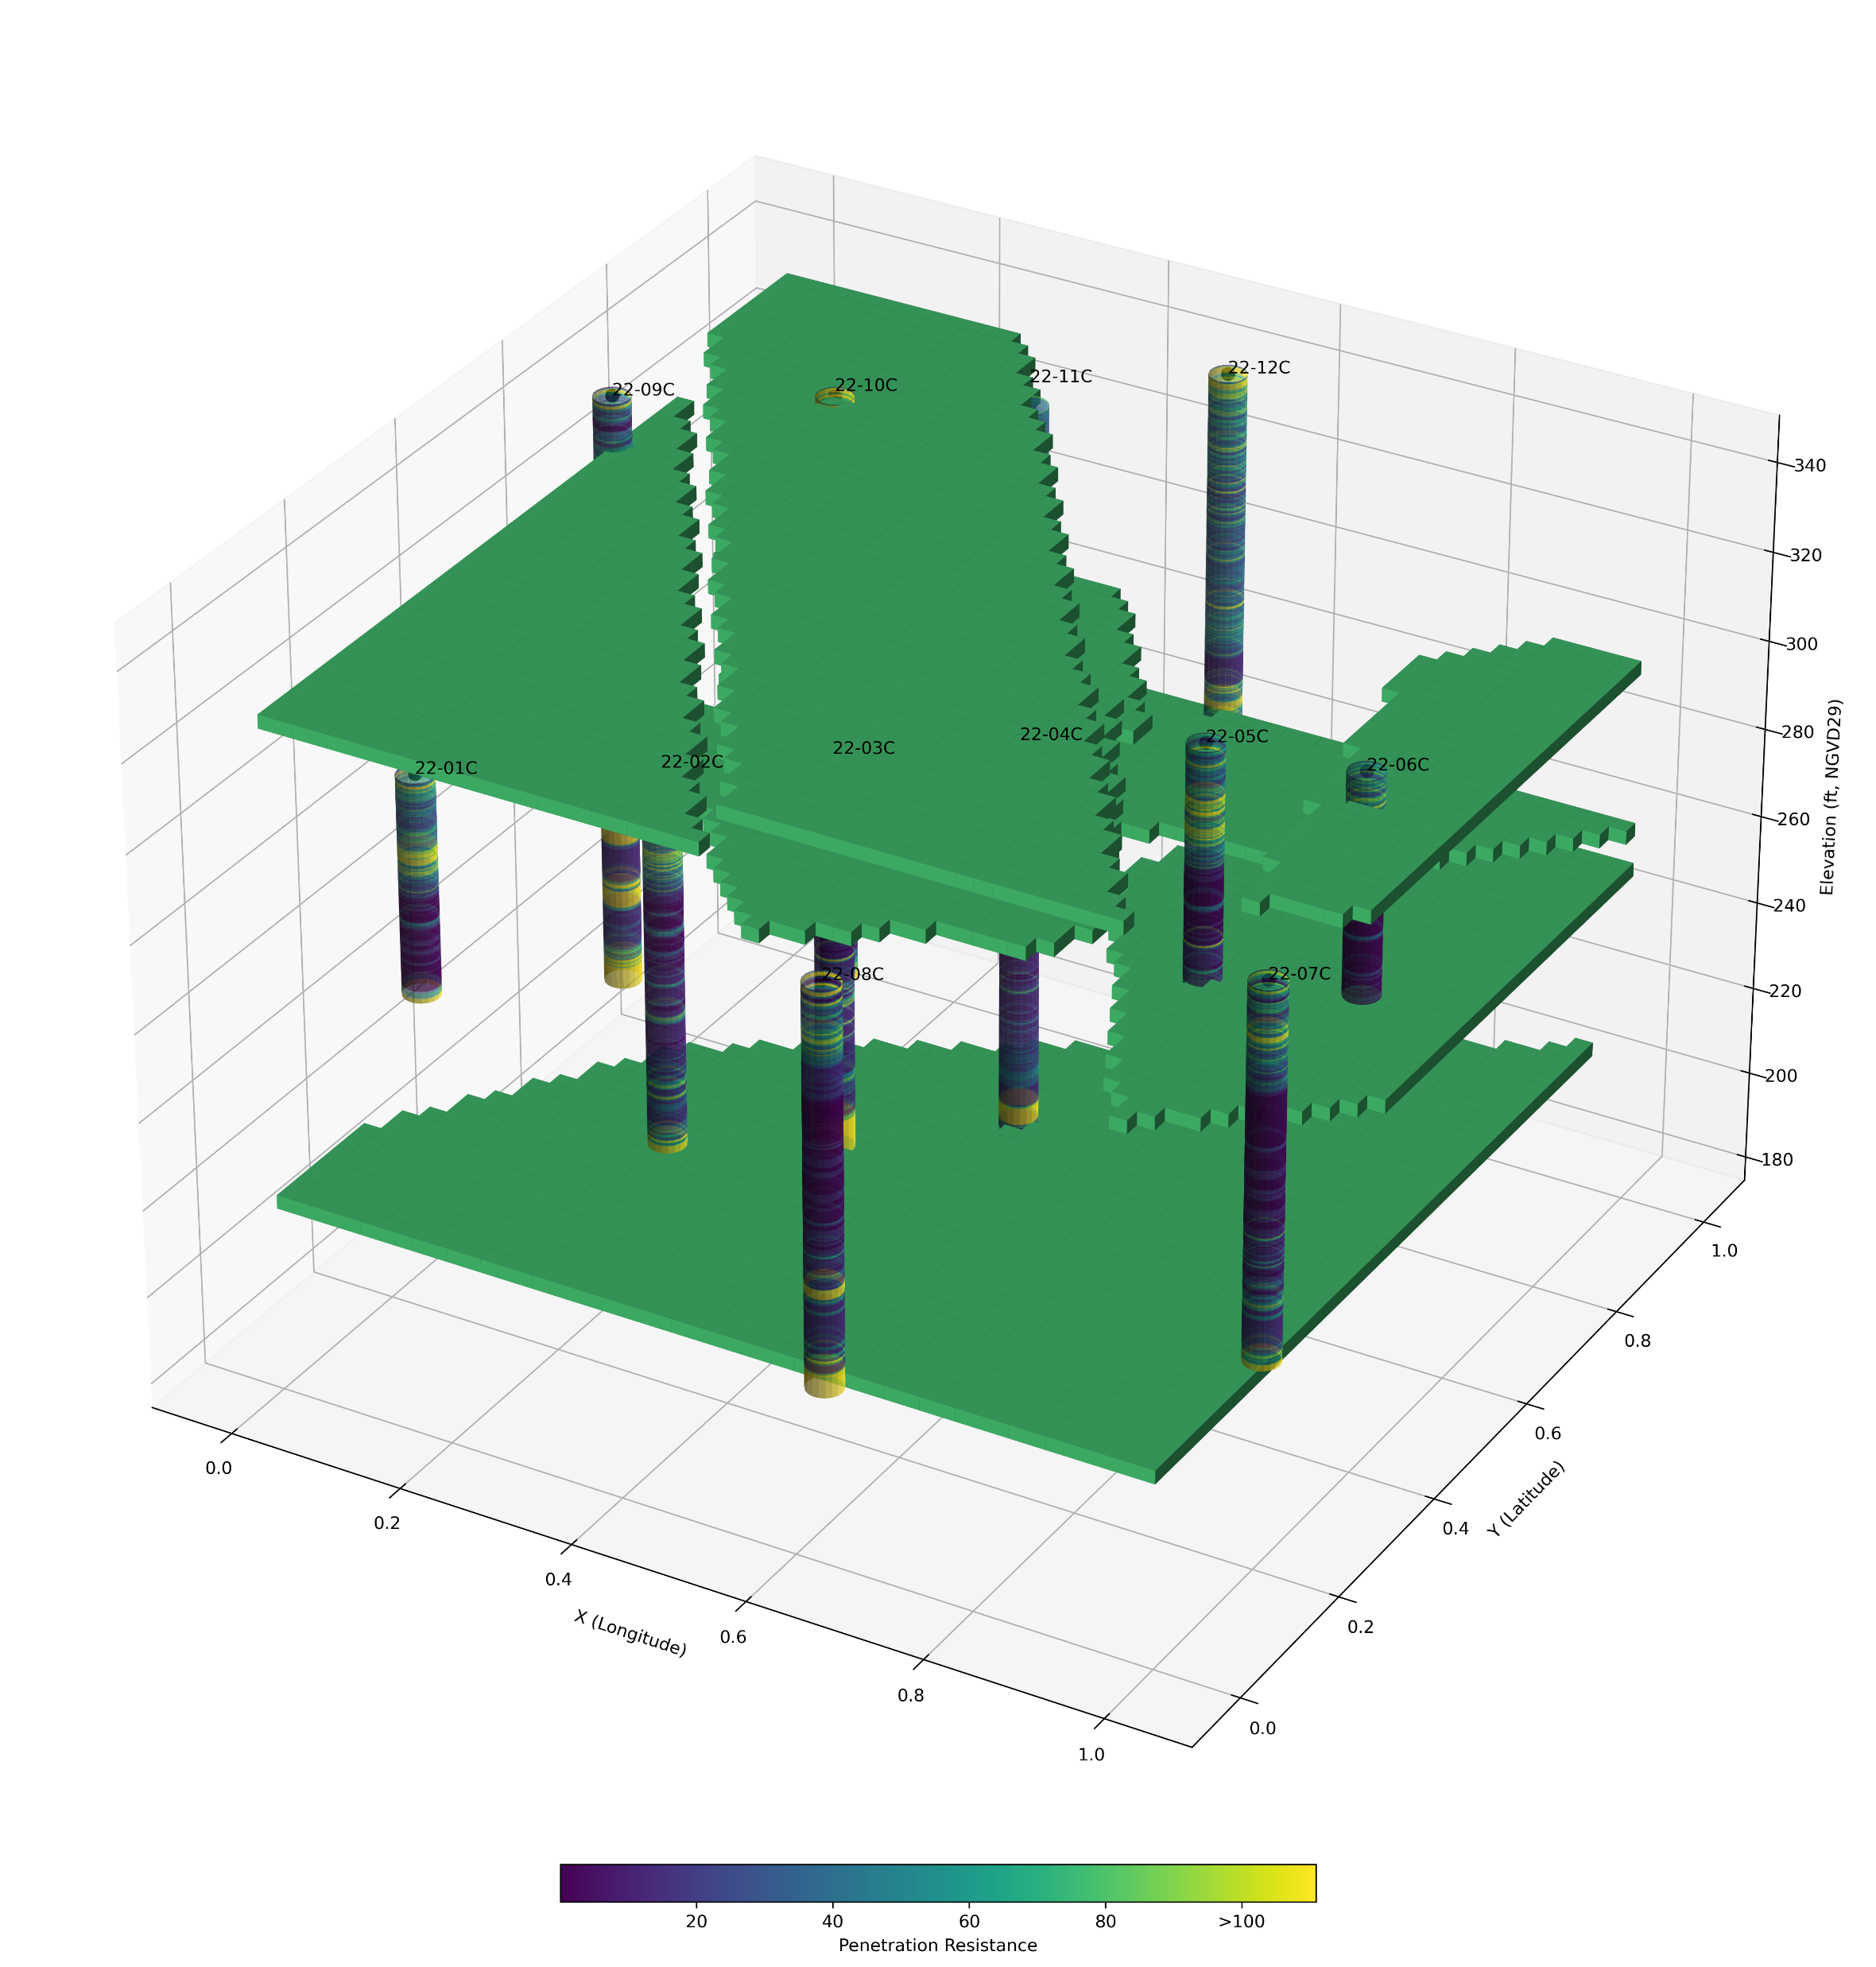 22-12C
22-11C
22-10C
22-09C
340
320
300
280
260
240
220
200
180
Elevation (ft, NGVD29)
22-04C
22-05C
22-03C
22-02C
22-01C
22-06C
22-08C
22-07C
1.0
0.8
0.6
0.4
0.2
0.0
Y (Latitude)
0.0
0.2
0.4
0.6
0.8
1.0
X (Longitude)
20 40 60 80 >100
Penetration Resistance